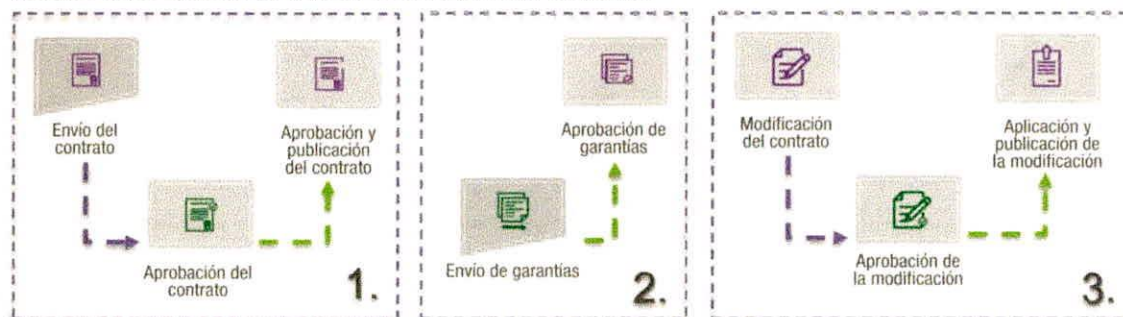 Envío del
contrato
Aprobación y
publicación
del contrato
Aprobación del
contrato
1.
Aprobación de
garantías
Envío de garantías
2.
Modificación
del contrato
Aplicación y
publicación de
la modificación
Aprobación de
la modificación
3.